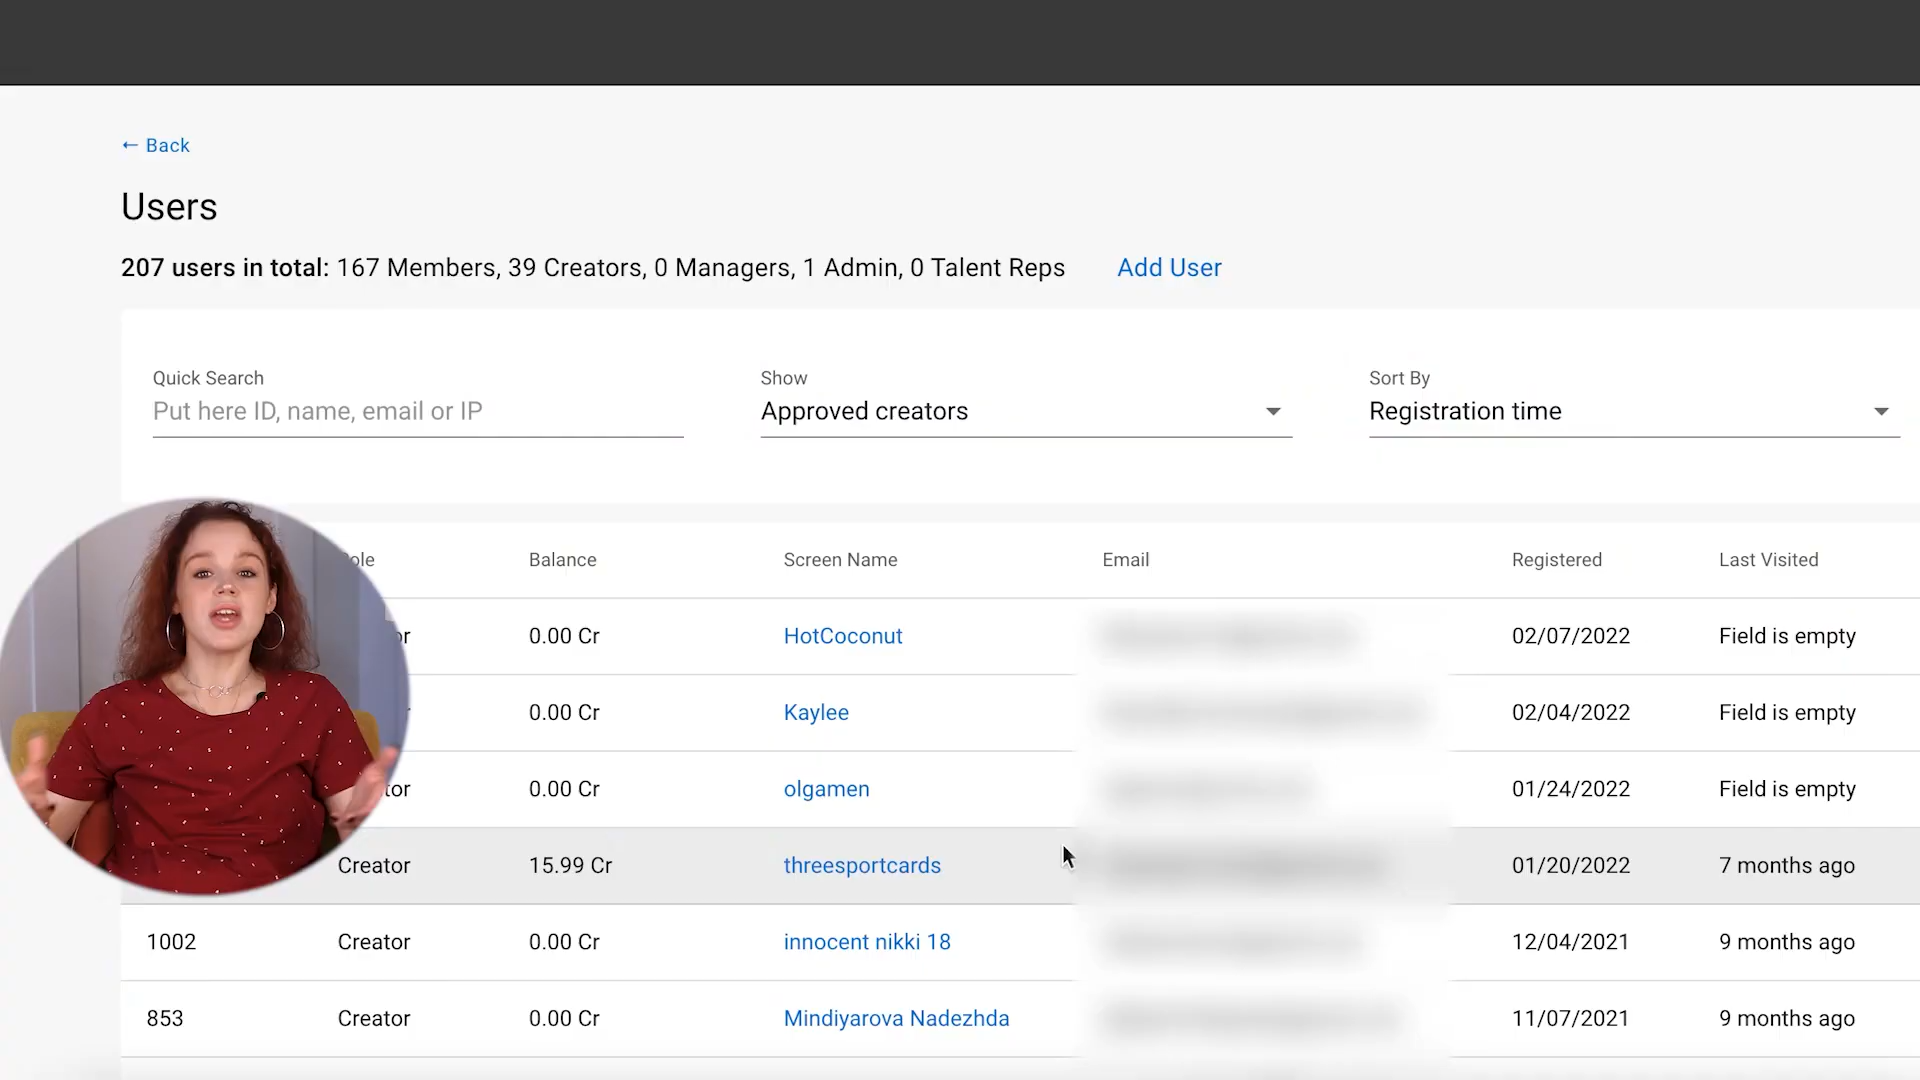 ← Back
Users
207 users in total: 167 Members, 39 Creators, 0 Managers, 1 Admin, 0 Talent Reps Add User
Quick Search Show Sort By
Put here ID, name, email or IP Approved creators Registration time
Balance Screen Name Email Registered Last Visited
0.00 Cr HotCoconut 02/07/2022 Field is empty
0.00 Cr Kaylee 02/04/2022 Field is empty
0.00 Cr olgamen 01/24/2022 Field is empty
Creator 15.99 Cr threesportcards 01/20/2022 7 months ago
1002 Creator 0.00 Cr innocent nikki 18 12/04/2021 9 months ago
853 Creator 0.00 Cr Mindiyarova Nadezhda 11/07/2021 9 months ago